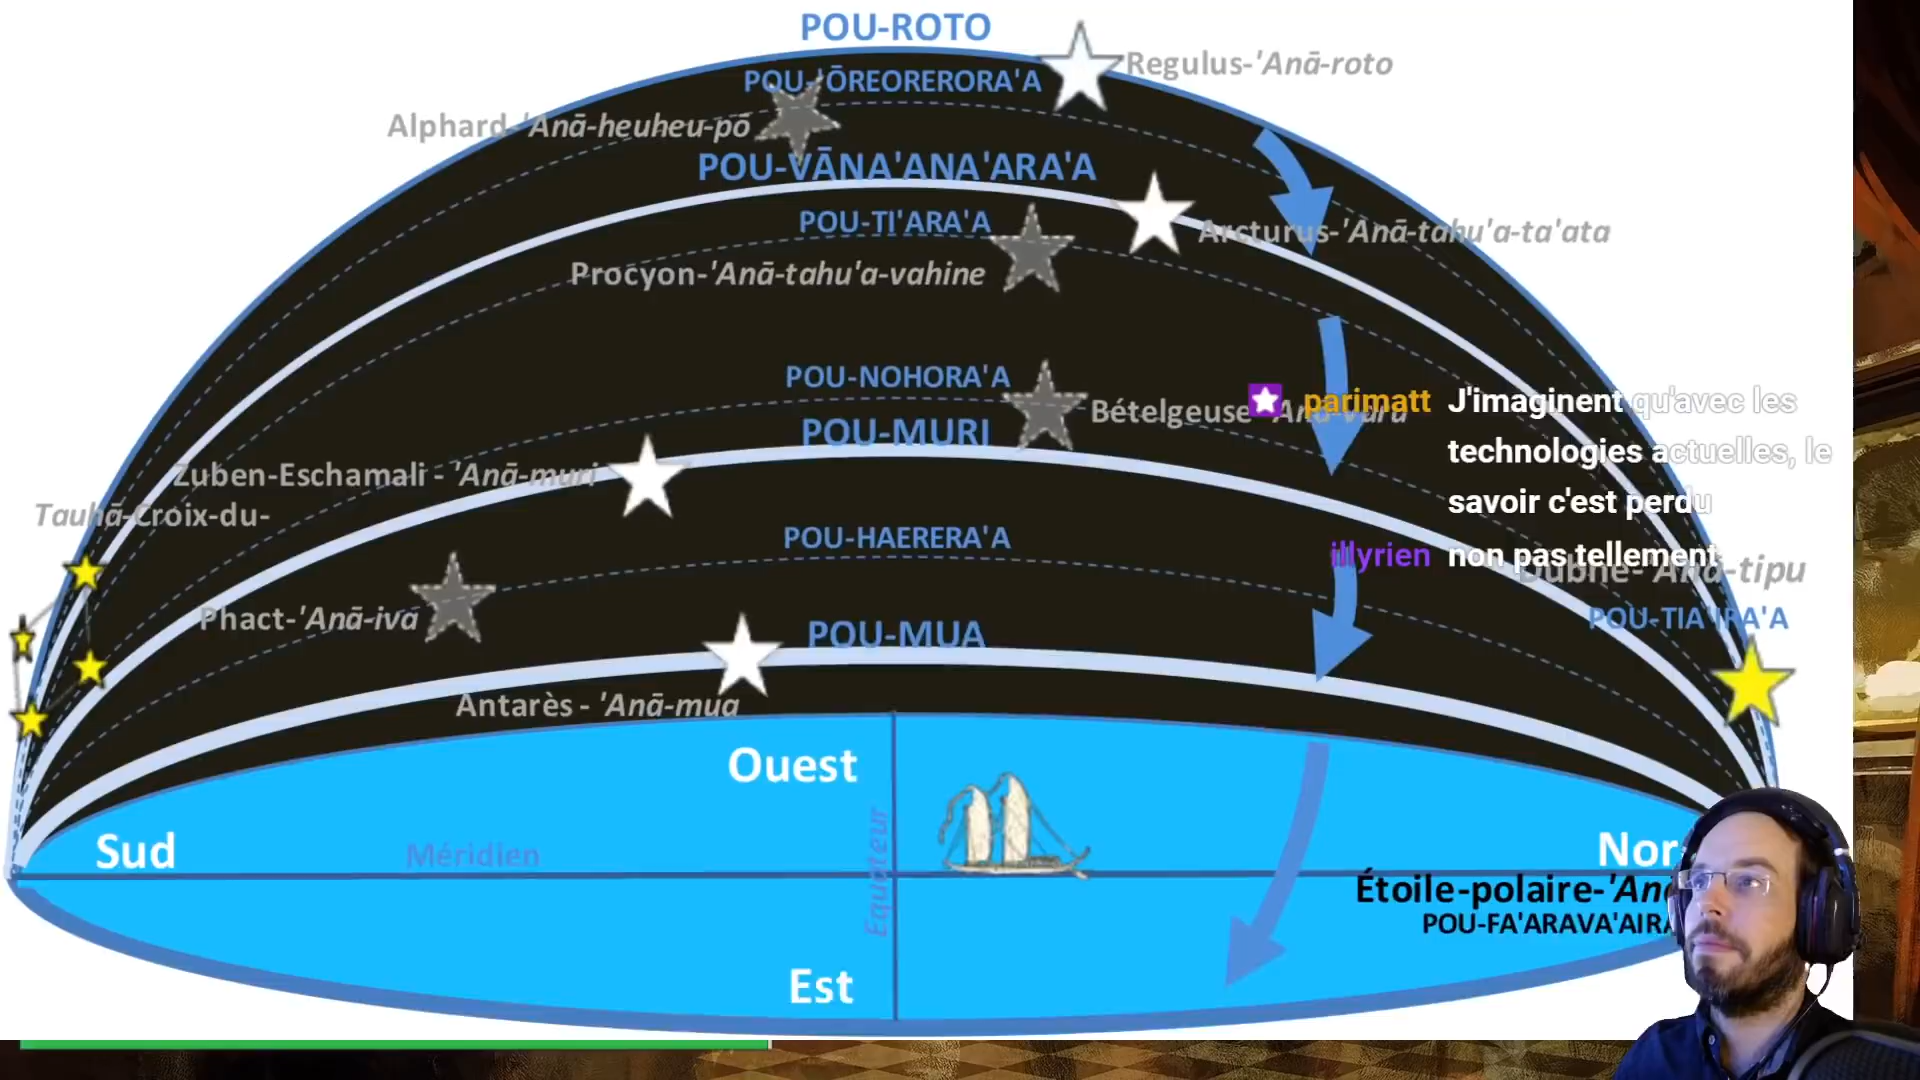 POU-ROTO
Regulus-'Anā-roto
POU-'ŌREORERORA'A
Alphard-'Anā-heuheu-pō
POU-VĀNA'ANA'ARA'A
POU-TI'ARA'A
Arcturus-'Anā-tahu'a-ta'ata
Procyon-'Anā-tahu'a-vahine
POU-NOHORA'A
Bételgeuse-'Anā-varu
parimatt J'imaginent qu'avec les
technologies actuelles, le
savoir c'est perdu
POU-MURI
Zuben-Eschamali - 'Anā-muri
Tauhā-Croix-du-
POU-HAERERA'A
illyrien non pas tellement
Dubhe-'Anā-tipu
POU-TIA'IRA'A
Phact-'Anā-iva
POU-MUA
Antarès - 'Anā-mua
Ouest
Sud
Méridien
Equateur
Nor
Étoile-polaire-'Anā
POU-FA'ARAVA'AIRA
Est